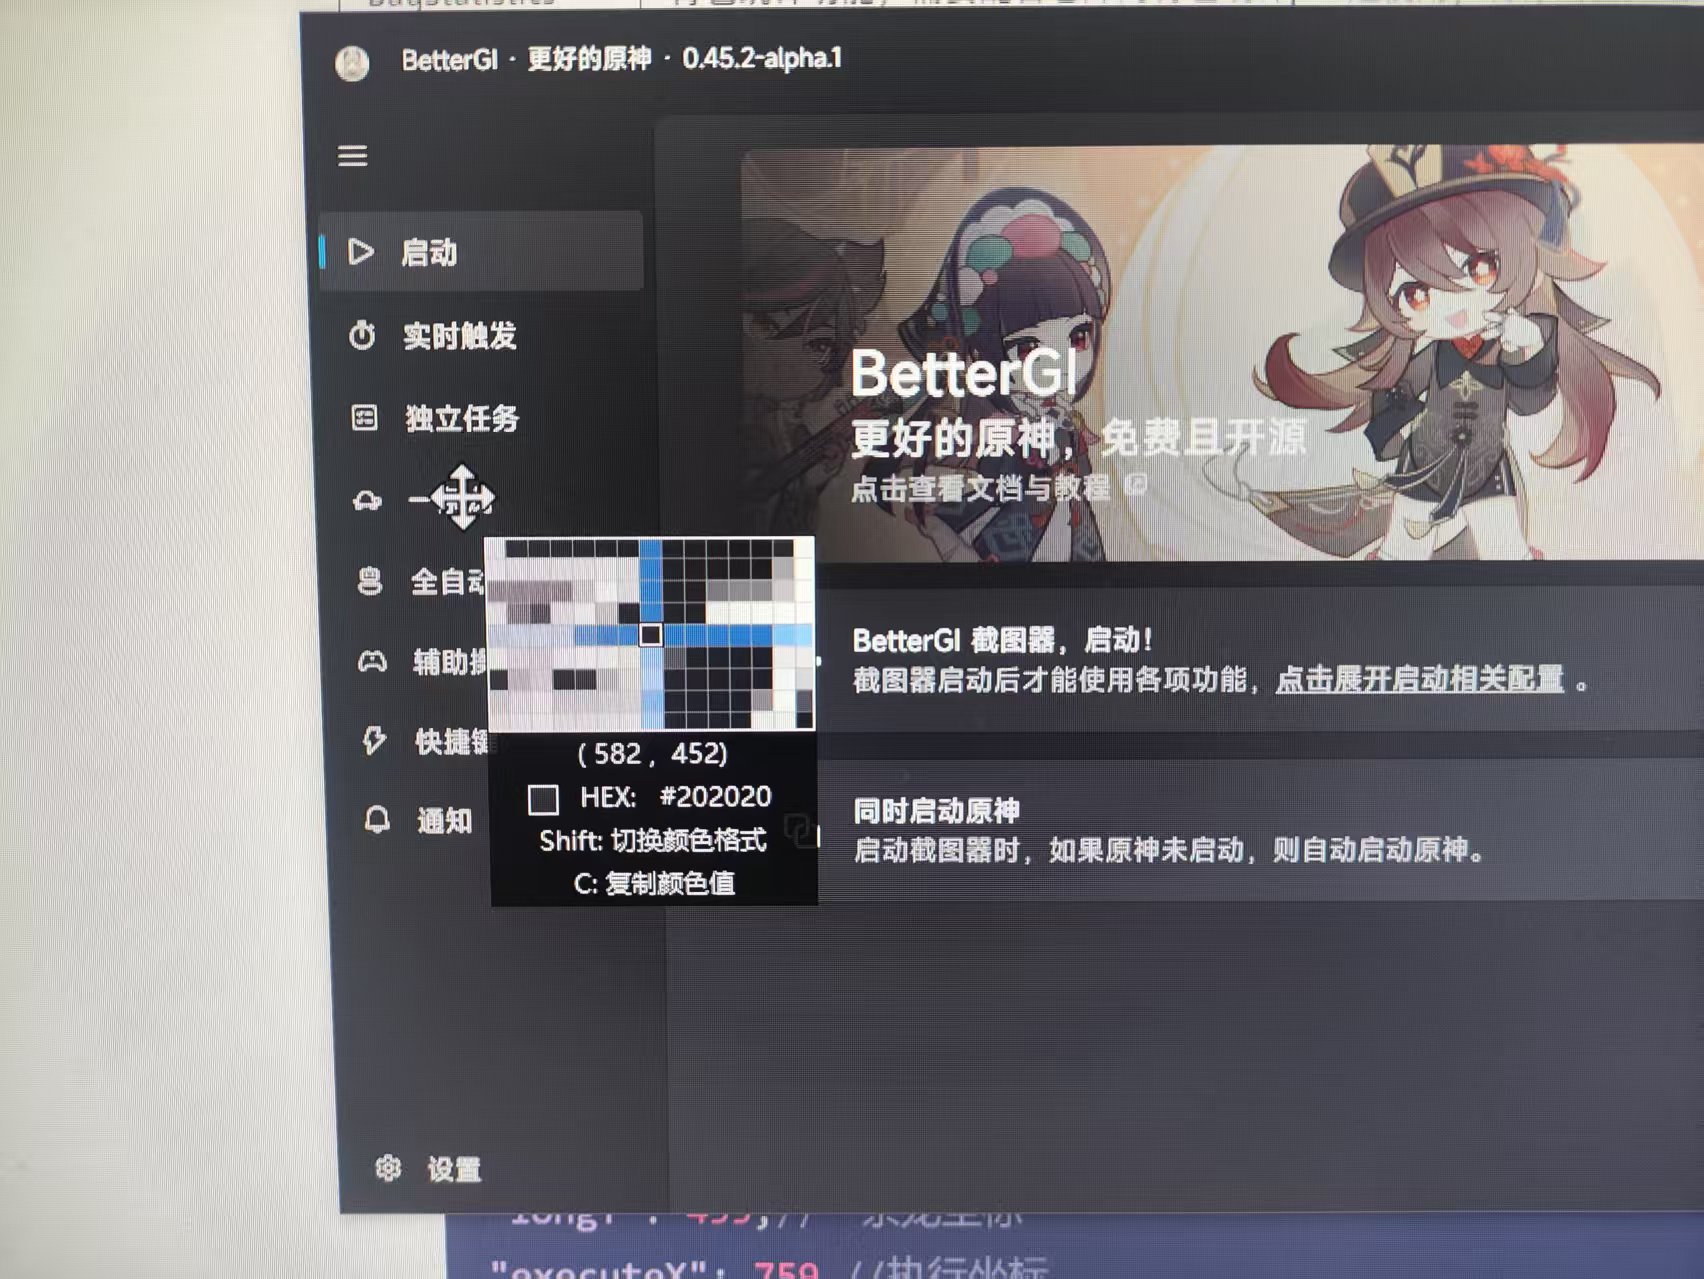 BetterGI · 更好的原神 · 0.45.2-alpha.1
启动
实时触发
独立任务
全自动
辅助操
快捷键
通知
设置
BetterGI
更好的原神，免费且开源
点击查看文档与教程
BetterGI 截图器，启动！
截图器启动后才能使用各项功能，点击展开启动相关配置 。
同时启动原神
启动截图器时，如果原神未启动，则自动启动原神。
( 582 , 452)
HEX: #202020
Shift: 切换颜色格式
C: 复制颜色值
"executeX": 759 //执行坐标